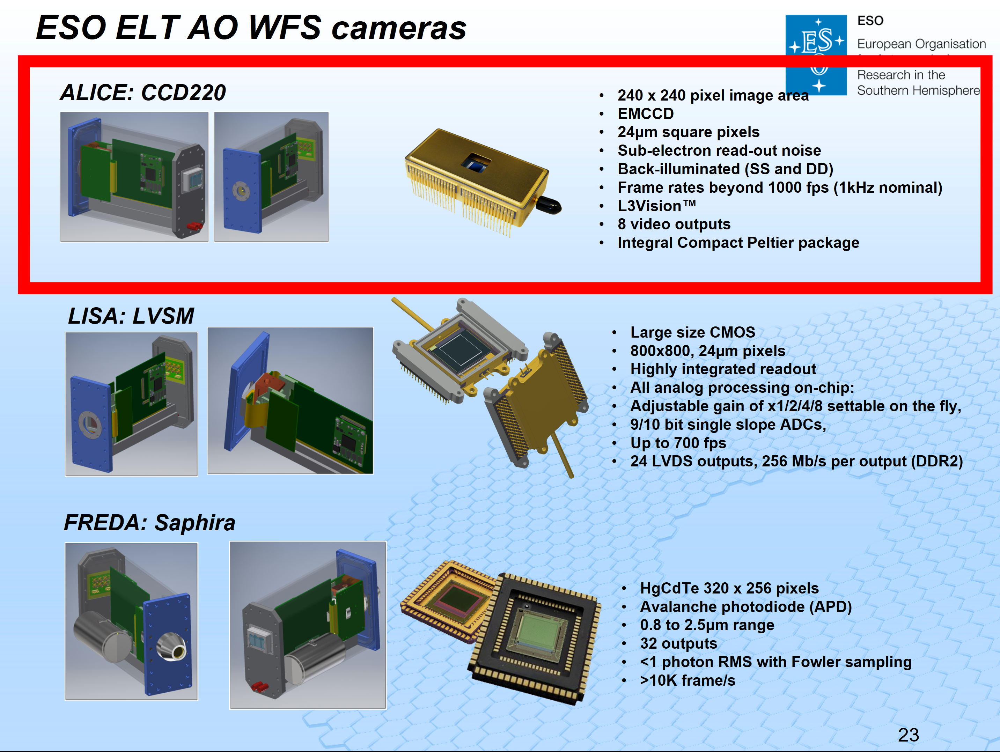 ESO ELT AO WFS cameras
ESO
European Organisation
Research in the
Southern Hemisphere
ALICE: CCD220
• 240 x 240 pixel image area
• EMCCD
• 24µm square pixels
• Sub-electron read-out noise
• Back-illuminated (SS and DD)
• Frame rates beyond 1000 fps (1kHz nominal)
• L3Vision™
• 8 video outputs
• Integral Compact Peltier package
LISA: LVSM
• Large size CMOS
• 800x800, 24µm pixels
• Highly integrated readout
• All analog processing on-chip:
• Adjustable gain of x1/2/4/8 settable on the fly,
• 9/10 bit single slope ADCs,
• Up to 700 fps
• 24 LVDS outputs, 256 Mb/s per output (DDR2)
FREDA: Saphira
• HgCdTe 320 x 256 pixels
• Avalanche photodiode (APD)
• 0.8 to 2.5µm range
• 32 outputs
• <1 photon RMS with Fowler sampling
• >10K frame/s
23